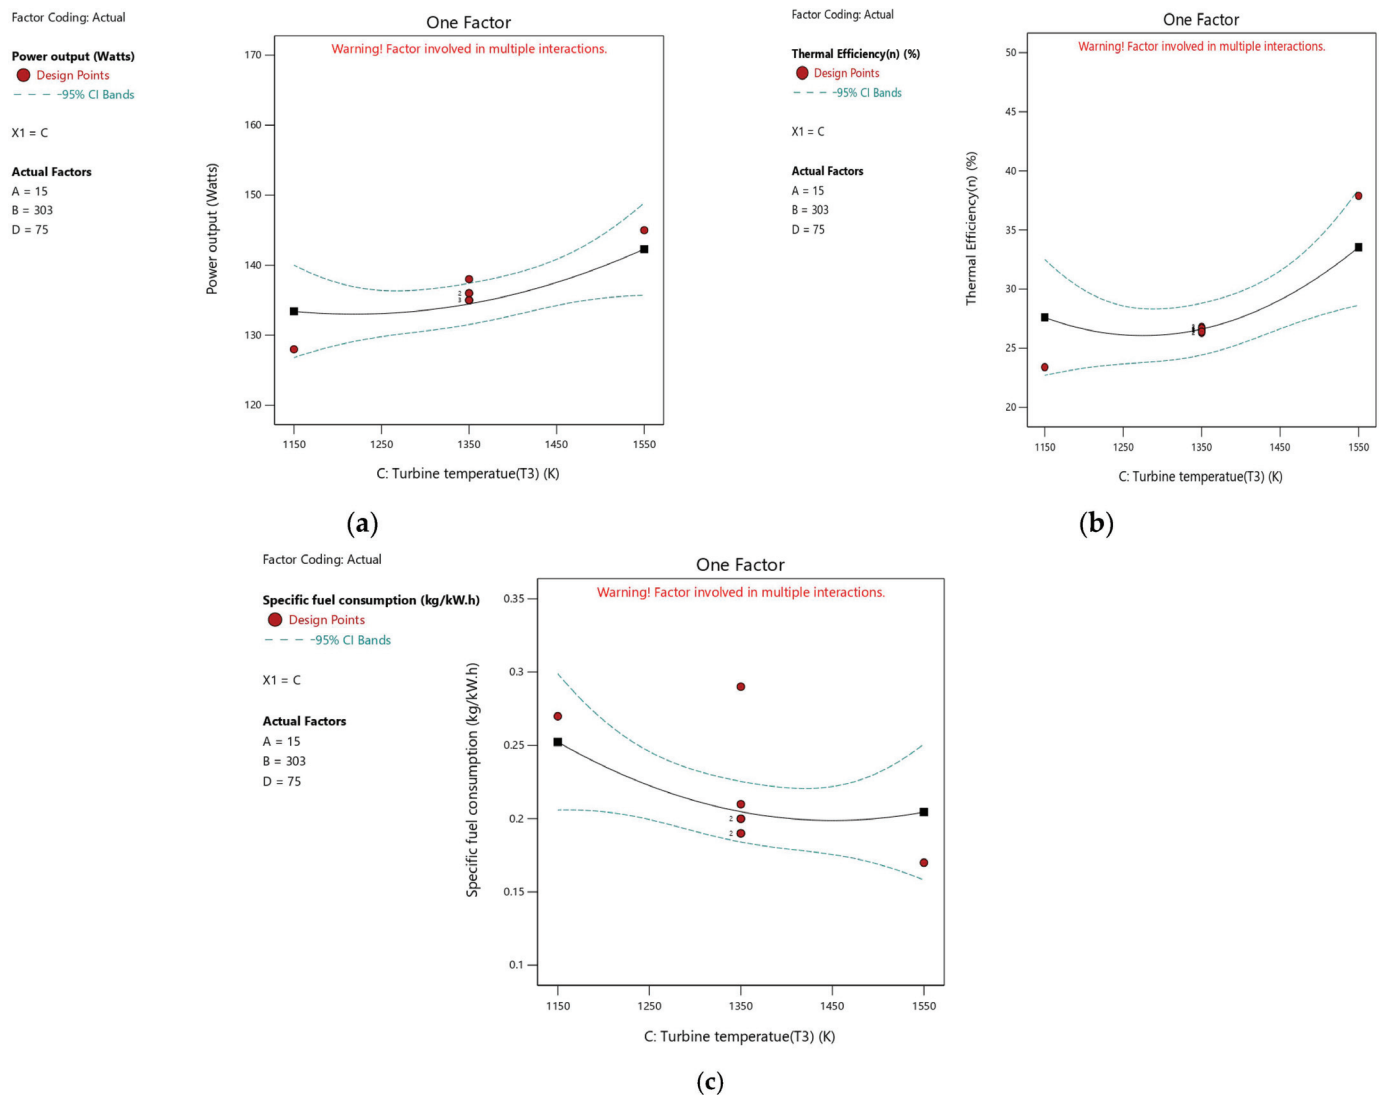 Factor Coding: Actual
One Factor
Warning! Factor involved in multiple interactions.
Power output (Watts)
Design Points
95% CI Bands
X1 = C
Actual Factors
A = 15
B = 303
D = 75
Power output (Watts)
170
160
150
140
130
120
2
1150
1250
1350
1450
1550
C: Turbine temperatue(T3) (K)
(a)
Factor Coding: Actual
One Factor
Warning! Factor involved in multiple interactions.
Thermal Efficiency(n) (%)
Design Points
95% CI Bands
X1 = C
Actual Factors
A = 15
B = 303
D = 75
Thermal Efficiency(n) (%)
50
45
40
35
30
25
20
1150
1250
1350
1450
1550
C: Turbine temperatue(T3) (K)
(b)
Factor Coding: Actual
One Factor
Warning! Factor involved in multiple interactions.
Specific fuel consumption (kg/kW.h)
Design Points
95% CI Bands
X1 = C
Actual Factors
A = 15
B = 303
D = 75
Specific fuel consumption (kg/kW.h)
0.35
0.3
0.25
0.2
0.15
0.1
2
2
1150
1250
1350
1450
1550
C: Turbine temperatue(T3) (K)
(c)